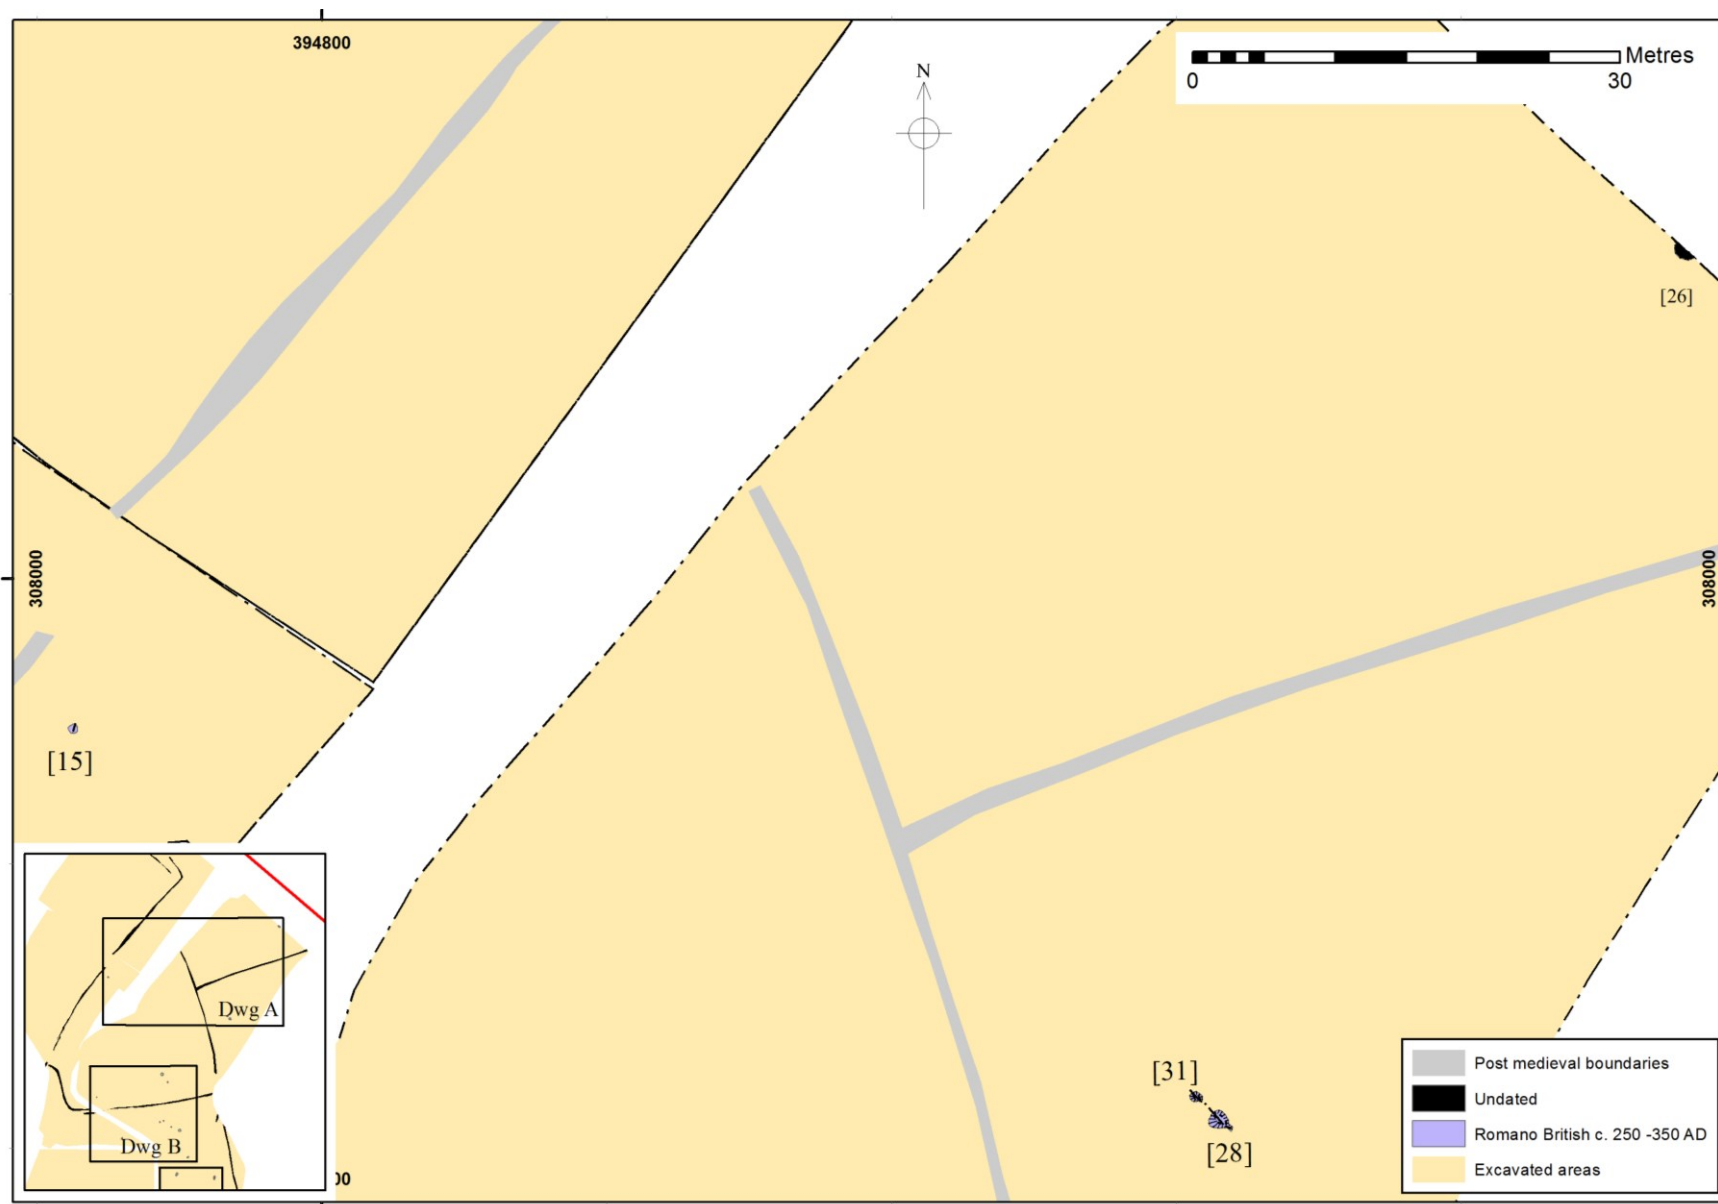 394800
N
Metres
0 30
[26]
308000
308000
[15]
[31]
[28]
Dwg A
Dwg B
00
Post medieval boundaries
Undated
Romano British c. 250 -350 AD
Excavated areas